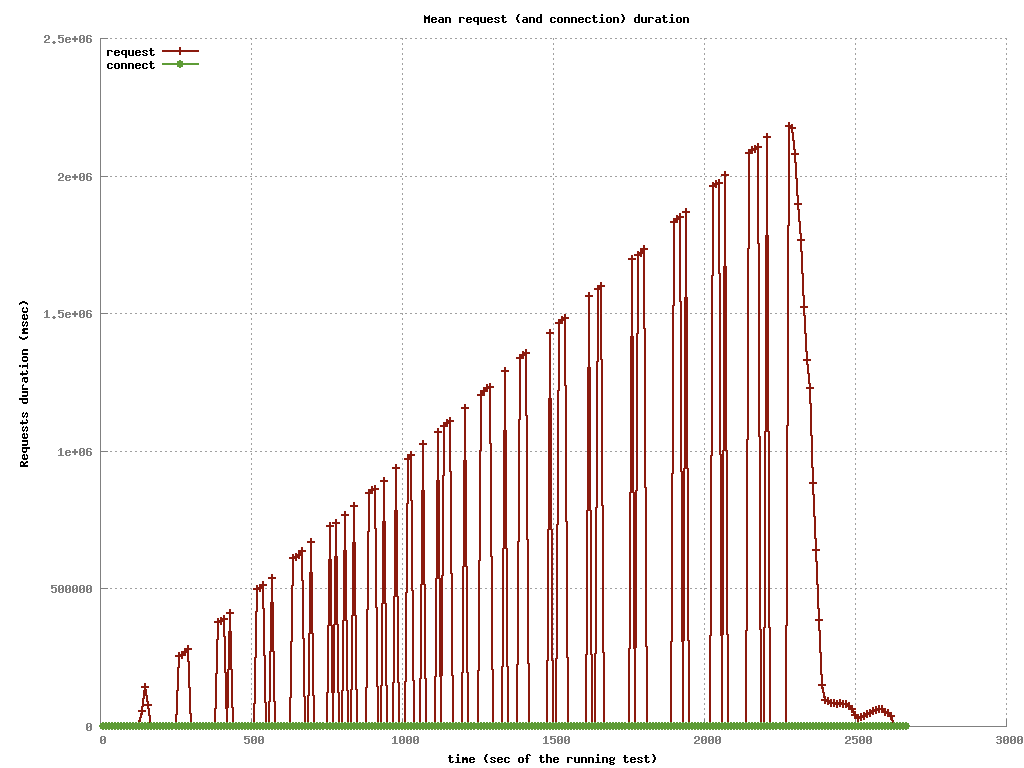 Mean request (and connection) duration
2.5e+06
request
connect
2e+06
1.5e+06
1e+06
500000
0
0 500 1000 1500 2000 2500 3000
Requests duration (msec)
time (sec of the running test)